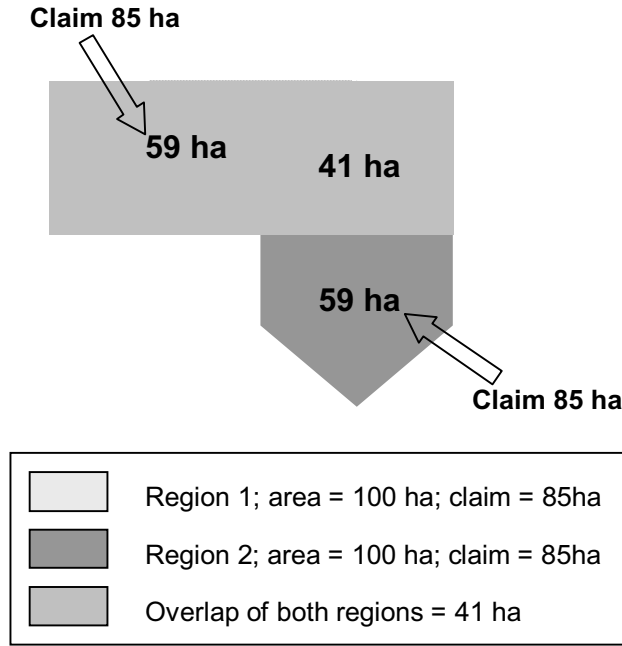 Claim 85 ha
59 ha
41 ha
59 ha
Claim 85 ha
Region 1; area = 100 ha; claim = 85ha
Region 2; area = 100 ha; claim = 85ha
Overlap of both regions = 41 ha